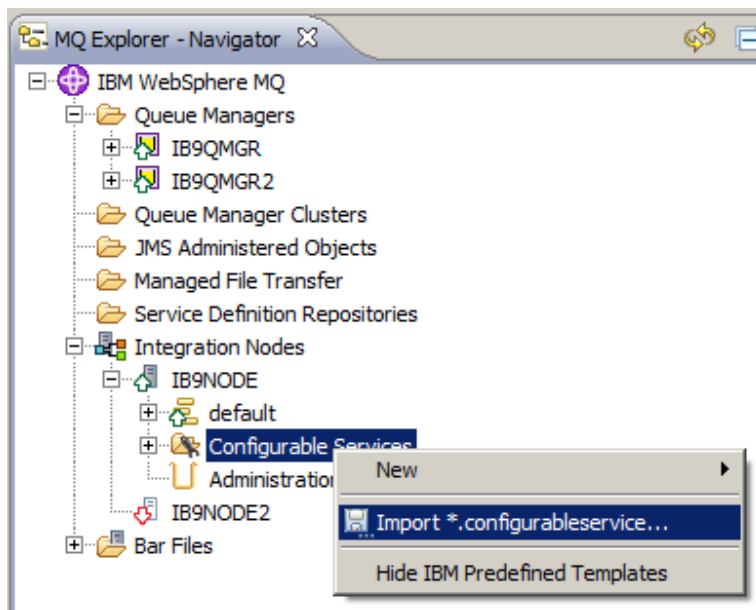 MQ Explorer - Navigator
IBM WebSphere MQ
Queue Managers
IB9QMGR
IB9QMGR2
Queue Manager Clusters
JMS Administered Objects
Managed File Transfer
Service Definition Repositories
Integration Nodes
IB9NODE
default
Configurable Services
New
Administration
Import *.configurableservice...
IB9NODE2
Bar Files
Hide IBM Predefined Templates